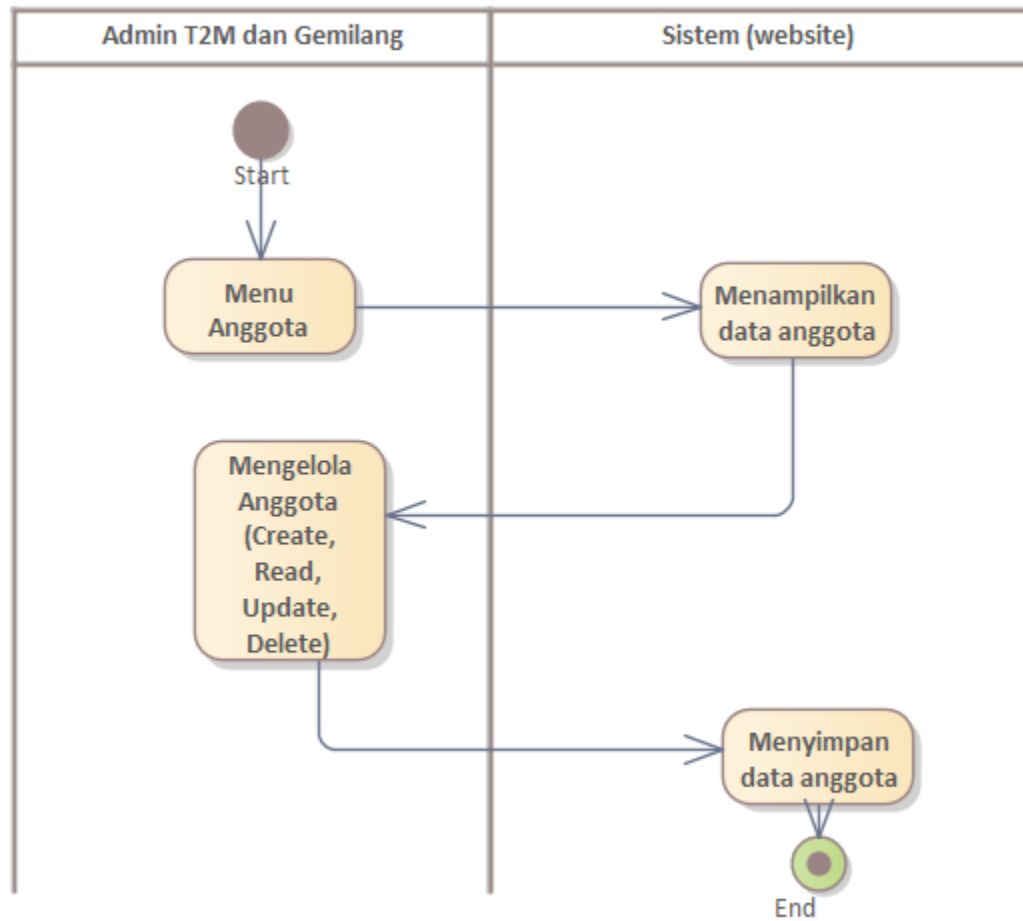 Admin T2M dan Gemilang
Sistem (website)
Start
Menu
Anggota
Menampilkan
data anggota
Mengelola
Anggota
(Create,
Read,
Update,
Delete)
Menyimpan
data anggota
End